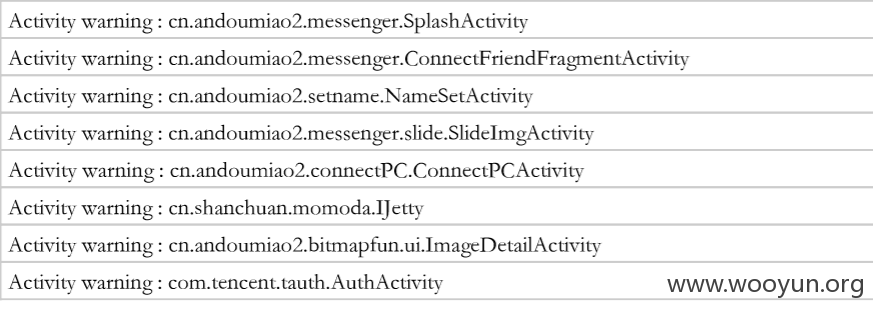 Activity warning : cn.andoumiao2.messenger.SplashActivity
Activity warning : cn.andoumiao2.messenger.ConnectFriendFragmentActivity
Activity warning : cn.andoumiao2.setname.NameSetActivity
Activity warning : cn.andoumiao2.messenger.slide.SlideImgActivity
Activity warning : cn.andoumiao2.connectPC.ConnectPCActivity
Activity warning : cn.shanchuan.momoda.IJetty
Activity warning : cn.andoumiao2.bitmapfun.ui.ImageDetailActivity
Activity warning : com.tencent.tauth.AuthActivity
www.wooyun.org